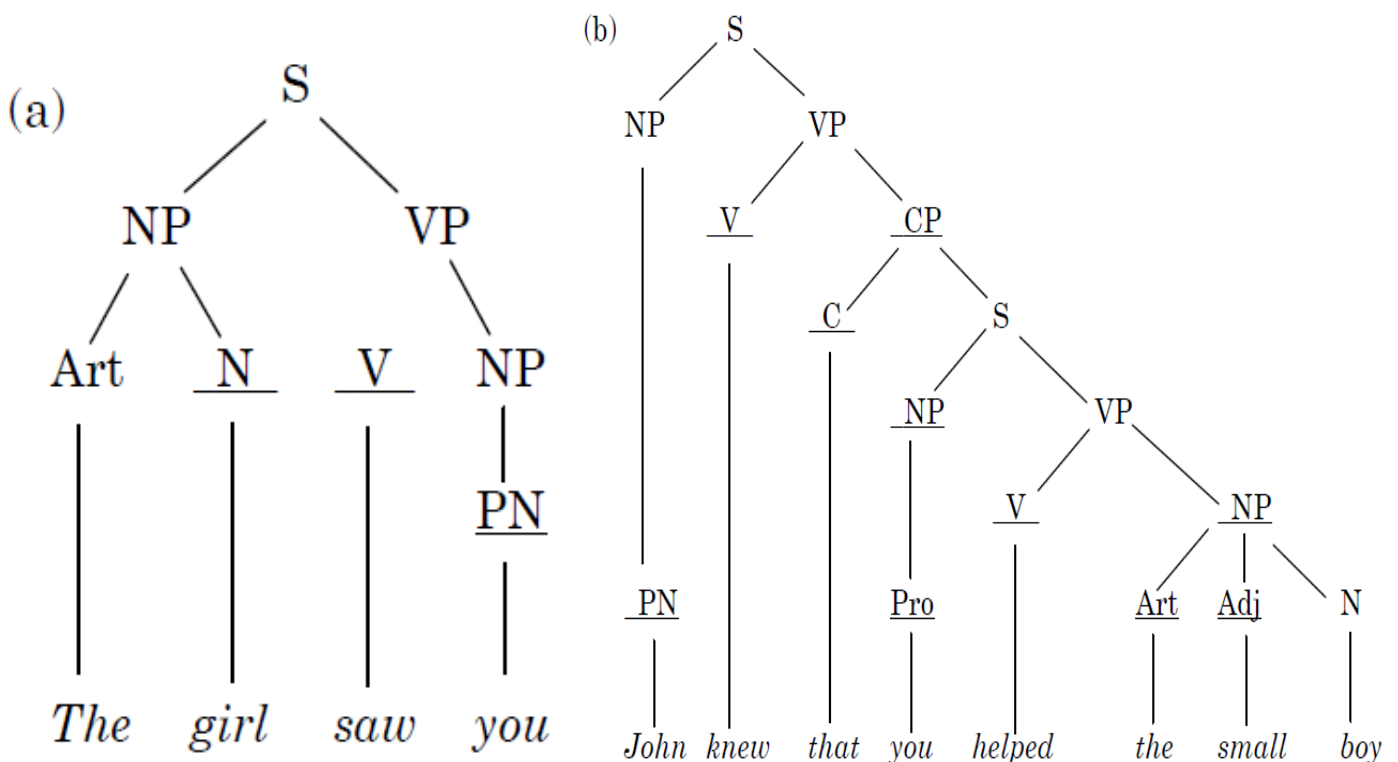 (a)
S
NP VP
Art N V NP
PN
The girl saw you
(b)
S
NP VP
V CP
C S
NP VP
V NP
PN Pro Art Adj N
John knew that you helped the small boy